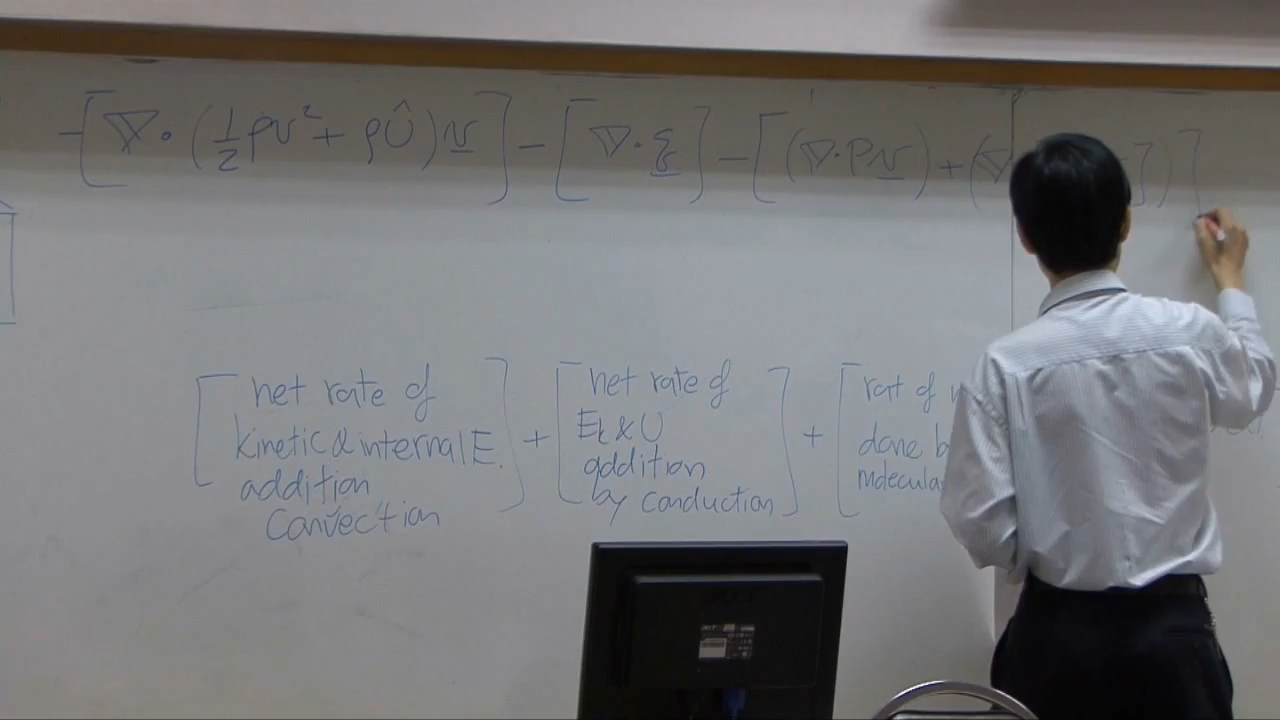 -[∇·(½ρv²+ρÛ)v]-[∇·q]-[(∇·Pv)+(∇ ])]
[net rate of kinetic & internal E. addition convection]
+
[net rate of Ek & U addition by conduction]
+
[rat of
done
molecular